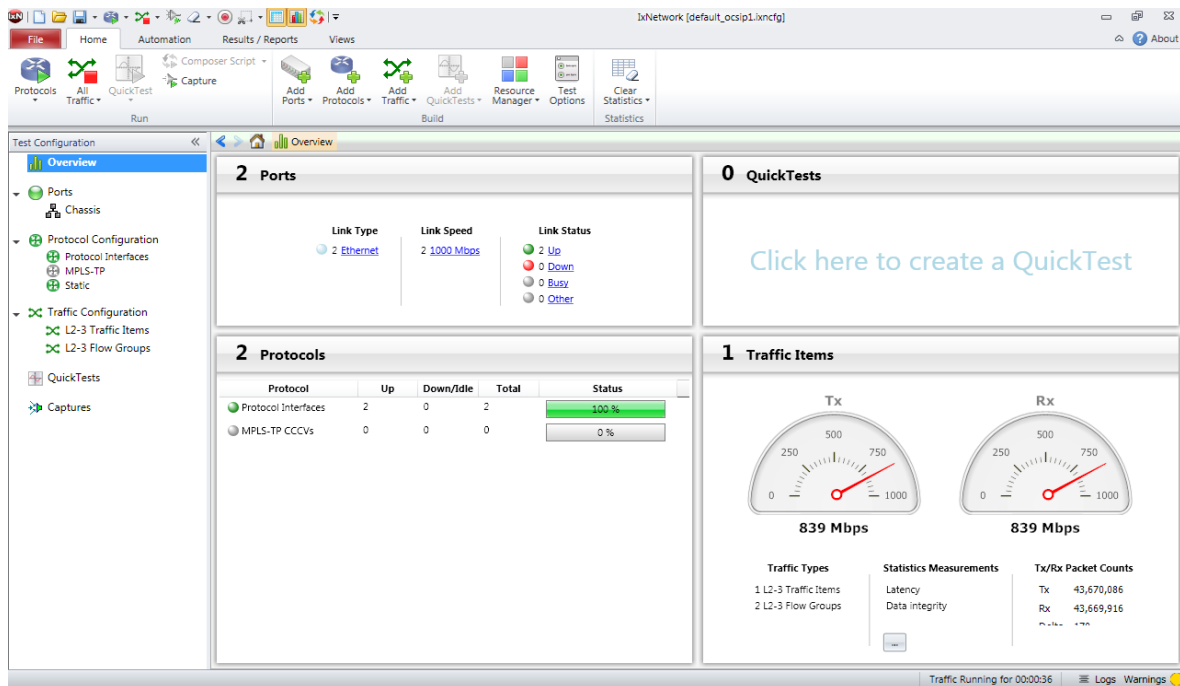 IxN
IxNetwork [default_ocsip1.ixncfg]
File Home Automation Results / Reports Views
About
Protocols
All Traffic
QuickTest
Composer Script
Capture
Add Ports
Add Protocols
Add Traffic
Add QuickTests
Resource Manager
Test Options
Clear Statistics
Run Build Statistics
Test Configuration
Overview
Overview
Ports
Chassis
Protocol Configuration
Protocol Interfaces
MPLS-TP
Static
Traffic Configuration
L2-3 Traffic Items
L2-3 Flow Groups
QuickTests
Captures
2 Ports
Link Type Link Speed Link Status
2 Ethernet 2 1000 Mbps 2 Up
0 Down
0 Busy
0 Other
0 QuickTests
Click here to create a QuickTest
2 Protocols
Protocol Up Down/Idle Total Status
Protocol Interfaces 2 0 2 100 %
MPLS-TP CCCVs 0 0 0 0 %
1 Traffic Items
Tx Rx
0 250 500 750 1000
0 250 500 750 1000
839 Mbps 839 Mbps
Traffic Types Statistics Measurements Tx/Rx Packet Counts
1 L2-3 Traffic Items Latency Tx 43,670,086
2 L2-3 Flow Groups Data integrity Rx 43,669,916
Delta 170
...
Traffic Running for 00:00:36 Logs Warnings